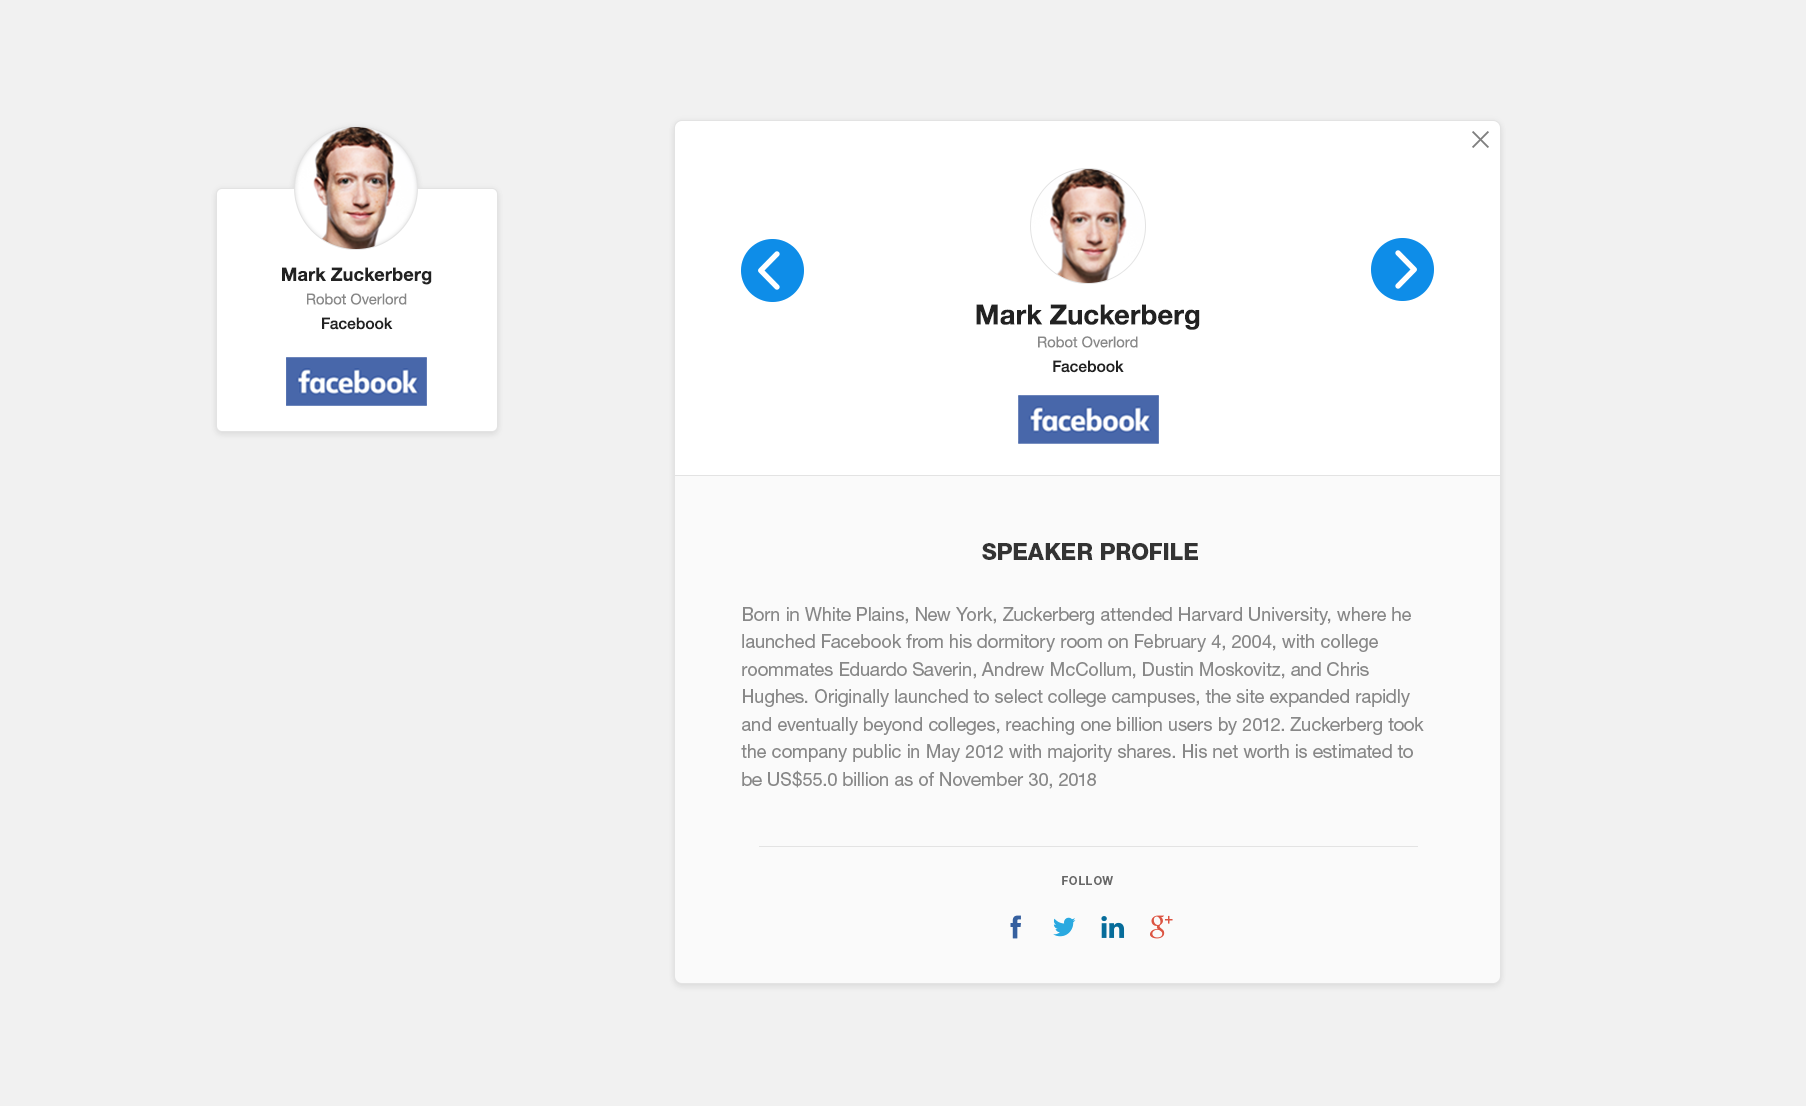 Mark Zuckerberg
Robot Overlord
Facebook
facebook
Mark Zuckerberg
Robot Overlord
Facebook
facebook
SPEAKER PROFILE
Born in White Plains, New York, Zuckerberg attended Harvard University, where he
launched Facebook from his dormitory room on February 4, 2004, with college
roommates Eduardo Saverin, Andrew McCollum, Dustin Moskovitz, and Chris
Hughes. Originally launched to select college campuses, the site expanded rapidly
and eventually beyond colleges, reaching one billion users by 2012. Zuckerberg took
the company public in May 2012 with majority shares. His net worth is estimated to
be US$55.0 billion as of November 30, 2018
FOLLOW
f in g+